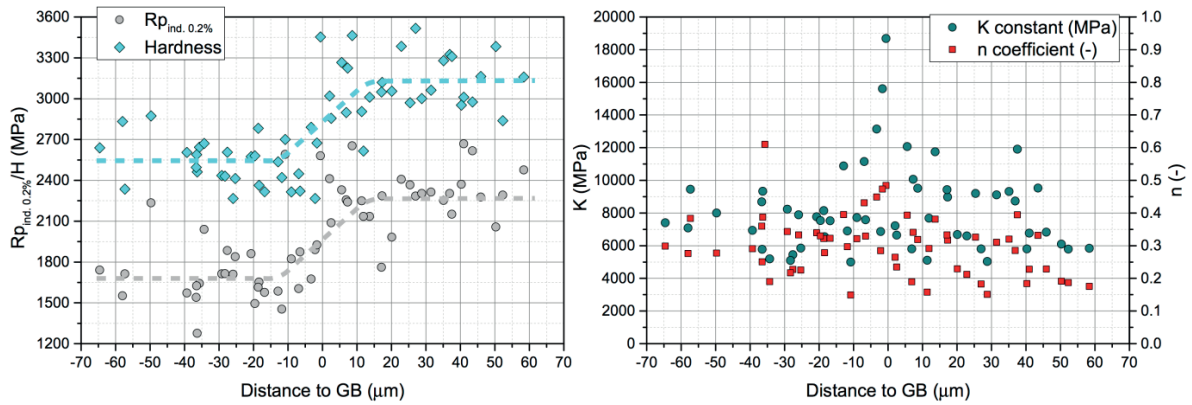 3600
3300
3000
2700
2400
2100
1800
1500
1200
Rp ind. 0.2%/H (MPa)
Rp ind. 0.2%
Hardness
-70 -60 -50 -40 -30 -20 -10 0 10 20 30 40 50 60 70
Distance to GB (μm)
20000
18000
16000
14000
12000
10000
8000
6000
4000
2000
0
K (MPa)
K constant (MPa)
n coefficient (-)
1.0
0.9
0.8
0.7
0.6
0.5
0.4
0.3
0.2
0.1
0.0
n (-)
-70 -60 -50 -40 -30 -20 -10 0 10 20 30 40 50 60 70
Distance to GB (μm)